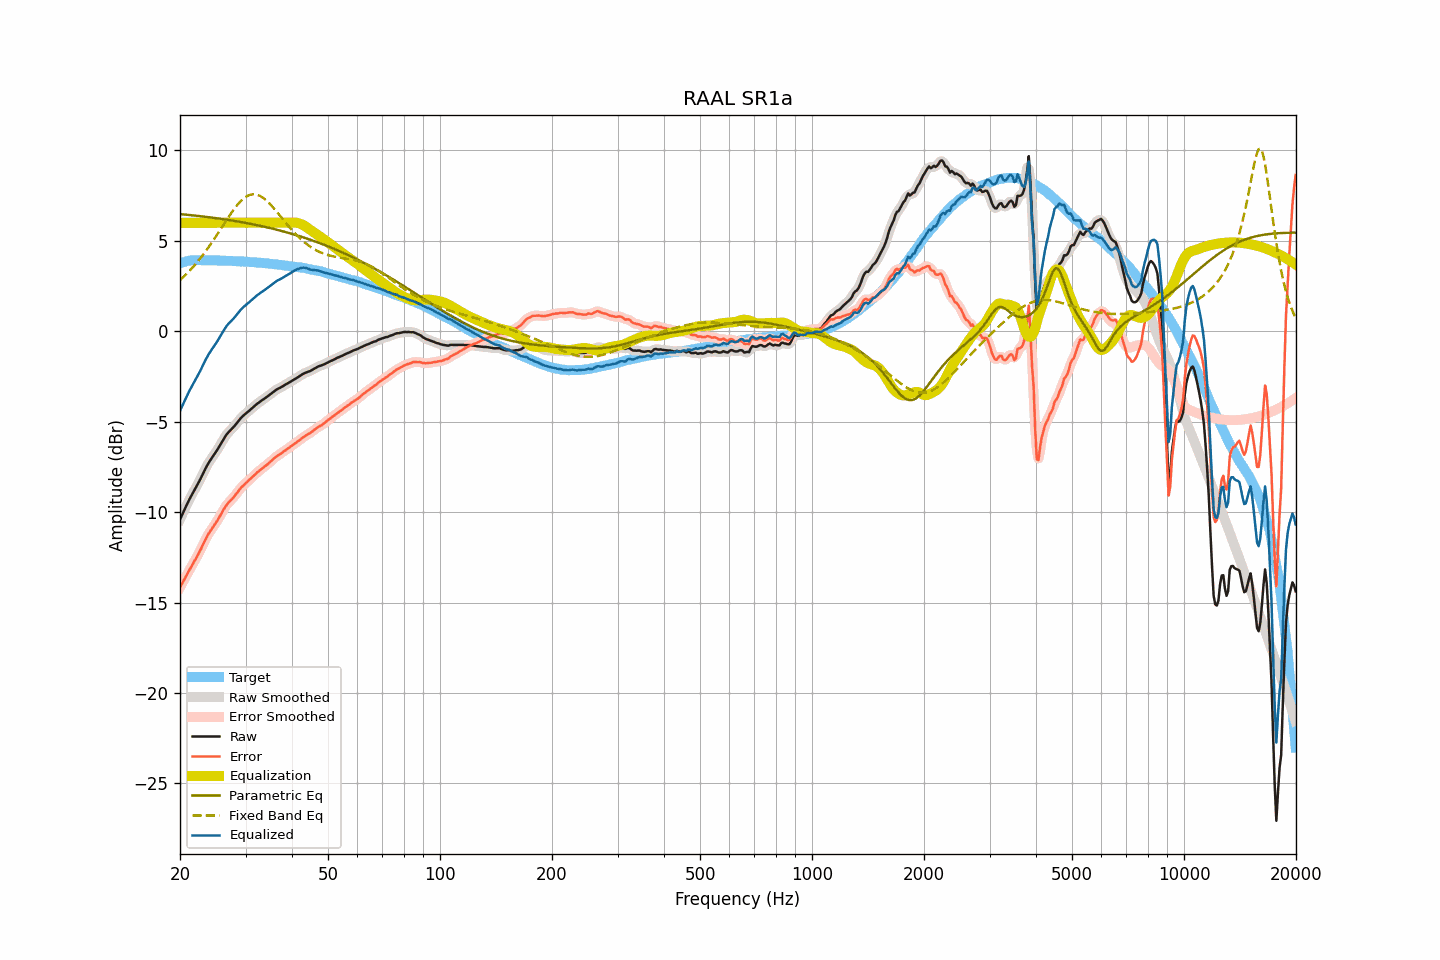 RAAL SR1a
10
5
0
−5
−10
−15
−20
−25
Amplitude (dBr)
Target
Raw Smoothed
Error Smoothed
Raw
Error
Equalization
Parametric Eq
Fixed Band Eq
Equalized
20 50 100 200 500 1000 2000 5000 10000 20000
Frequency (Hz)